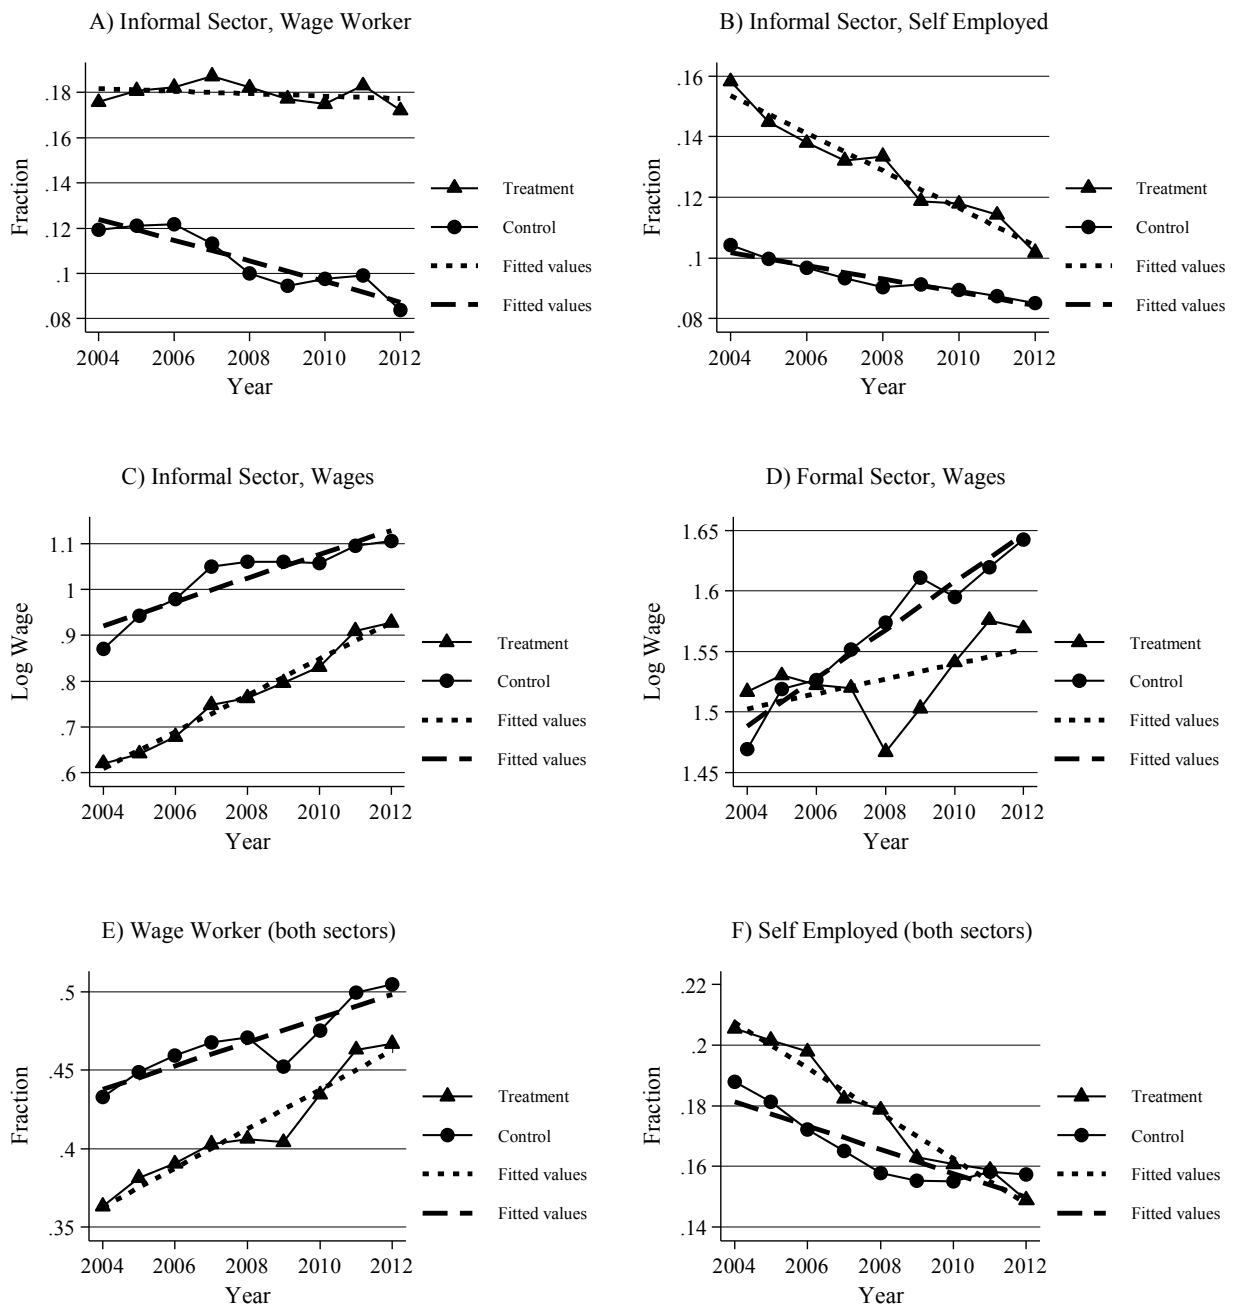 A) Informal Sector, Wage Worker
.18
.16
.14
.12
.1
.08
Fraction
2004 2006 2008 2010 2012
Year
Treatment
Control
Fitted values
Fitted values
B) Informal Sector, Self Employed
.16
.14
.12
.1
.08
Fraction
2004 2006 2008 2010 2012
Year
Treatment
Control
Fitted values
Fitted values
C) Informal Sector, Wages
1.1
1
.9
.8
.7
.6
Log Wage
2004 2006 2008 2010 2012
Year
Treatment
Control
Fitted values
Fitted values
D) Formal Sector, Wages
1.65
1.6
1.55
1.5
1.45
Log Wage
2004 2006 2008 2010 2012
Year
Treatment
Control
Fitted values
Fitted values
E) Wage Worker (both sectors)
.5
.45
.4
.35
Fraction
2004 2006 2008 2010 2012
Year
Treatment
Control
Fitted values
Fitted values
F) Self Employed (both sectors)
.22
.2
.18
.16
.14
Fraction
2004 2006 2008 2010 2012
Year
Treatment
Control
Fitted values
Fitted values